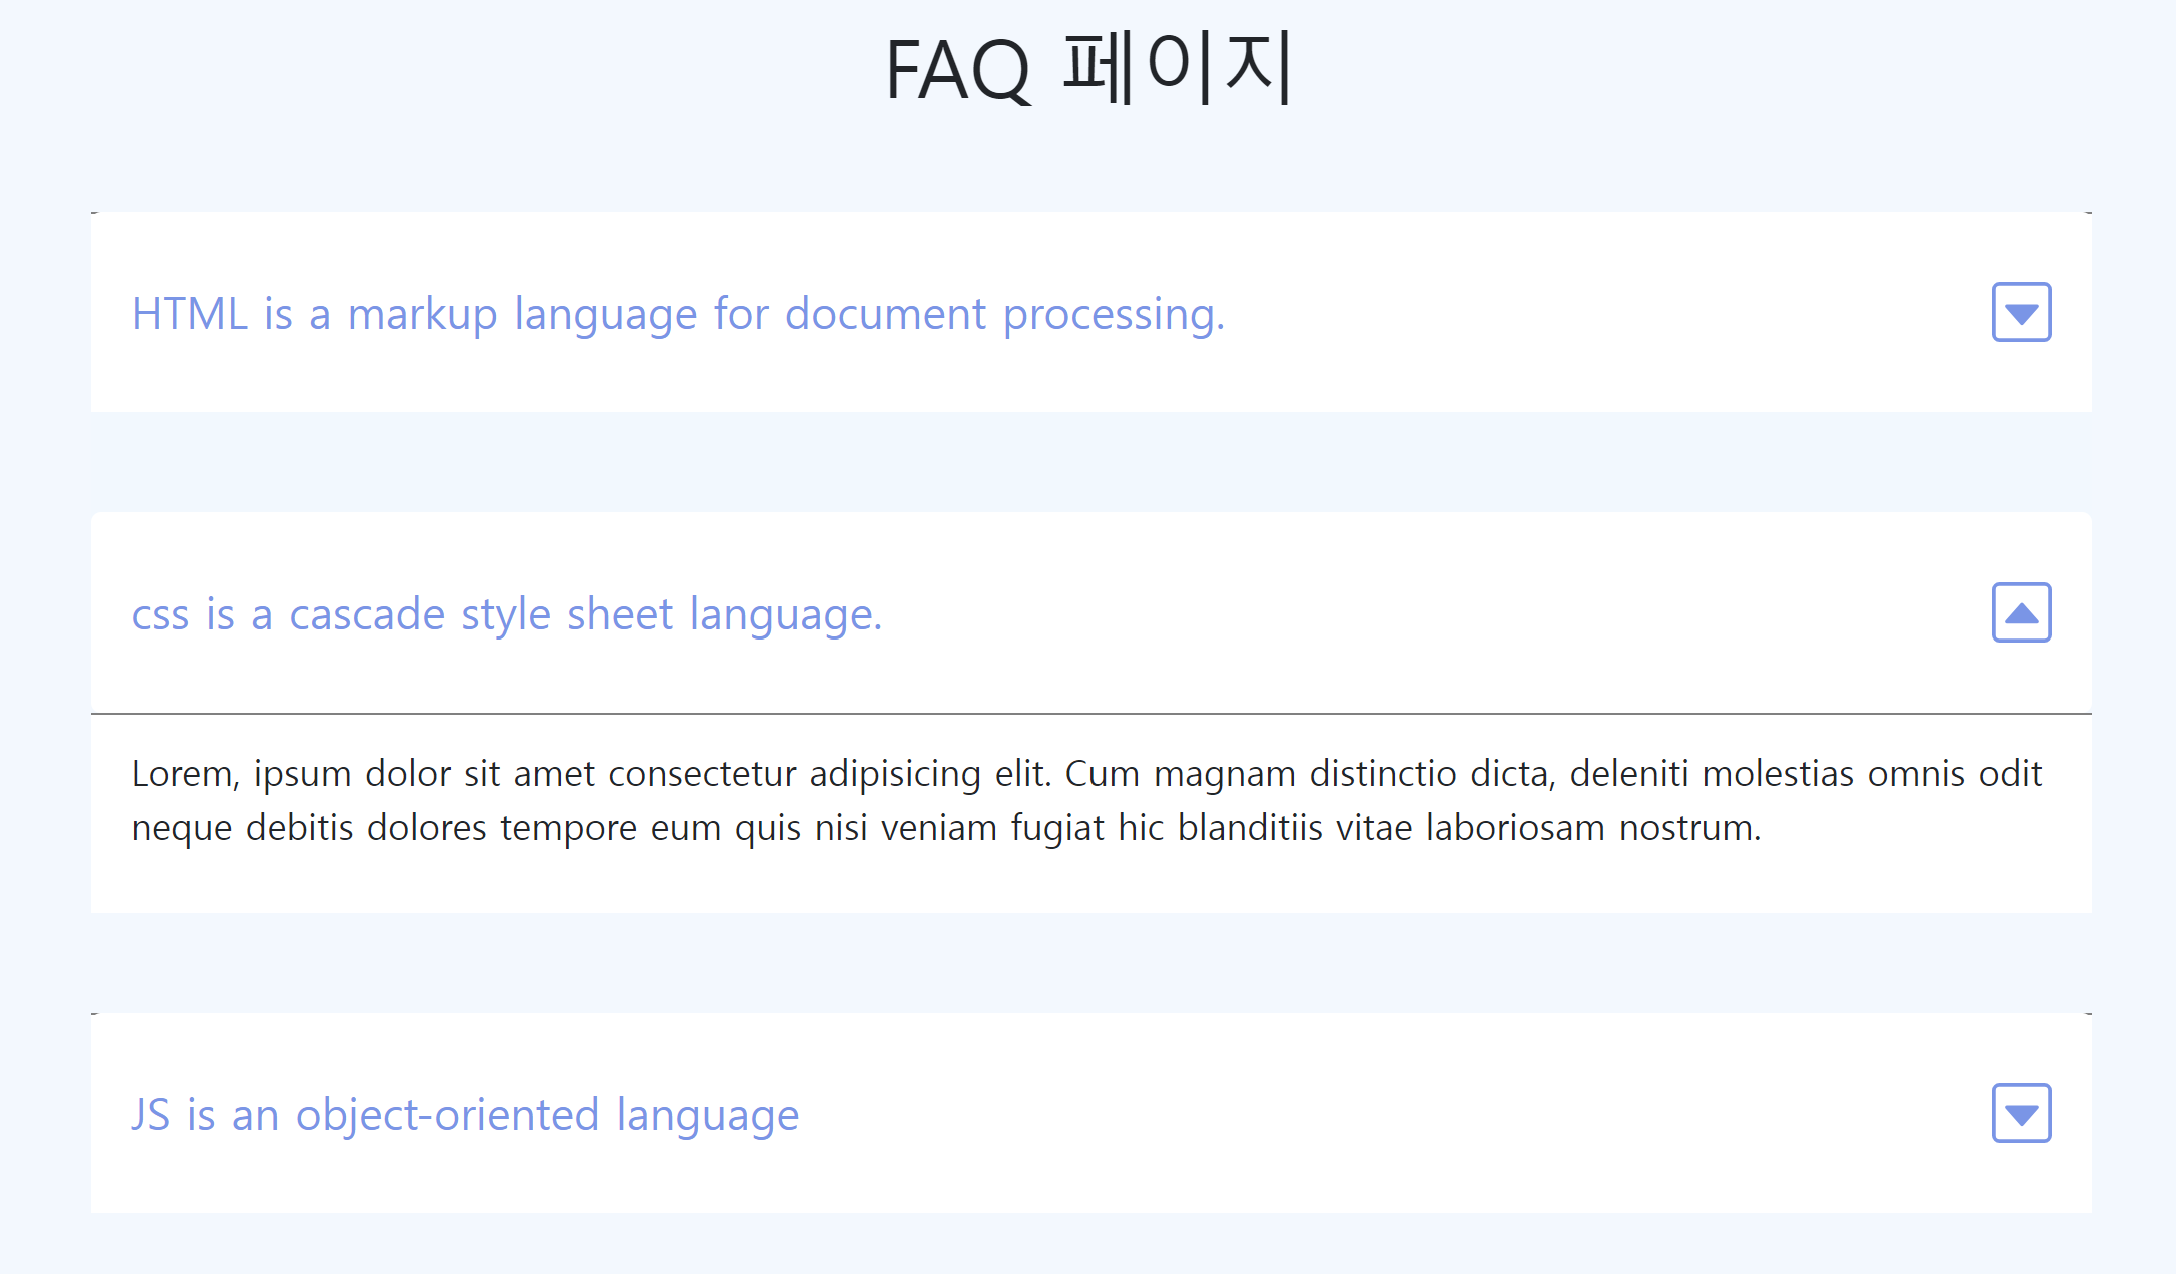 FAQ 페이지
HTML is a markup language for document processing.
css is a cascade style sheet language.
Lorem, ipsum dolor sit amet consectetur adipisicing elit. Cum magnam distinctio dicta, deleniti molestias omnis odit
neque debitis dolores tempore eum quis nisi veniam fugiat hic blanditiis vitae laboriosam nostrum.
JS is an object-oriented language